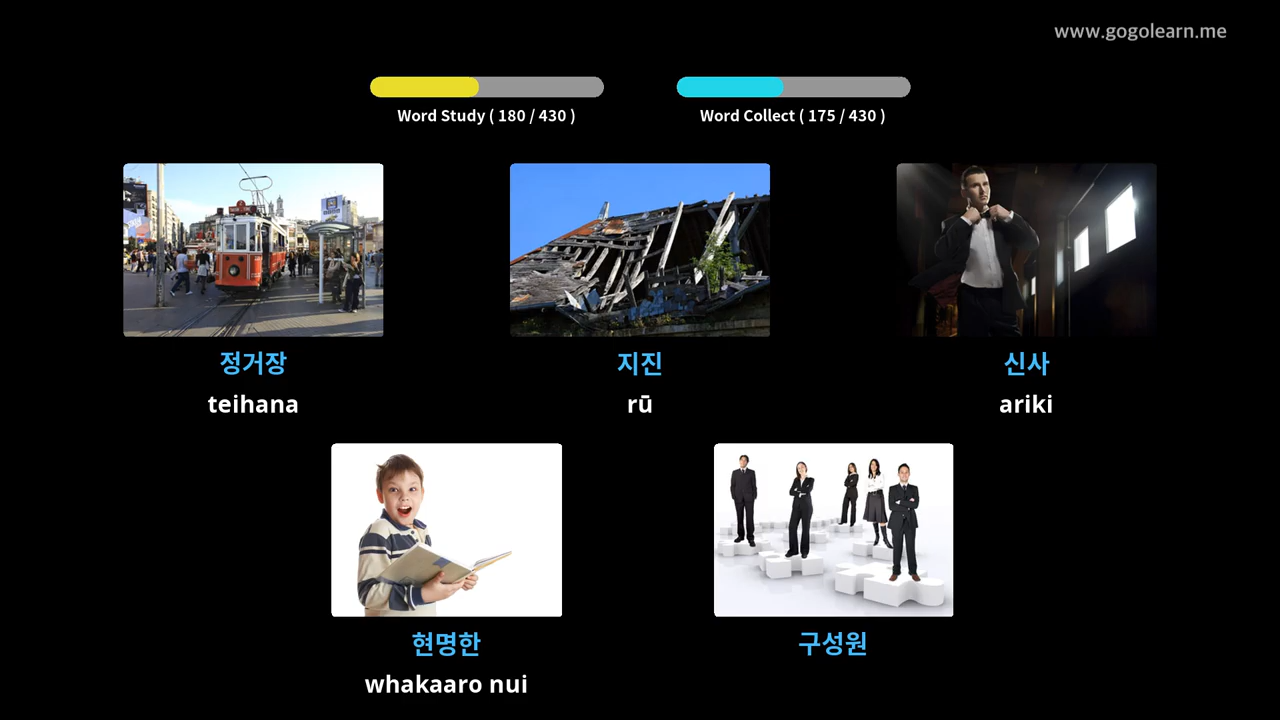 www.gogolearn.me
Word Study ( 180 / 430 )
Word Collect ( 175 / 430 )
정거장
지진
신사
teihana
rū
ariki
현명한
구성원
whakaaro nui